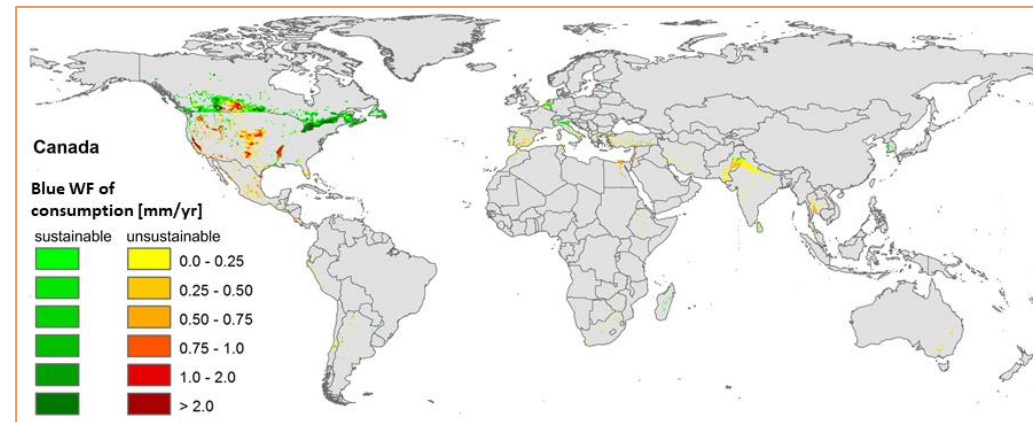 Canada
Blue WF of
consumption [mm/yr]
sustainable unsustainable
0.0 - 0.25
0.25 - 0.50
0.50 - 0.75
0.75 - 1.0
1.0 - 2.0
> 2.0